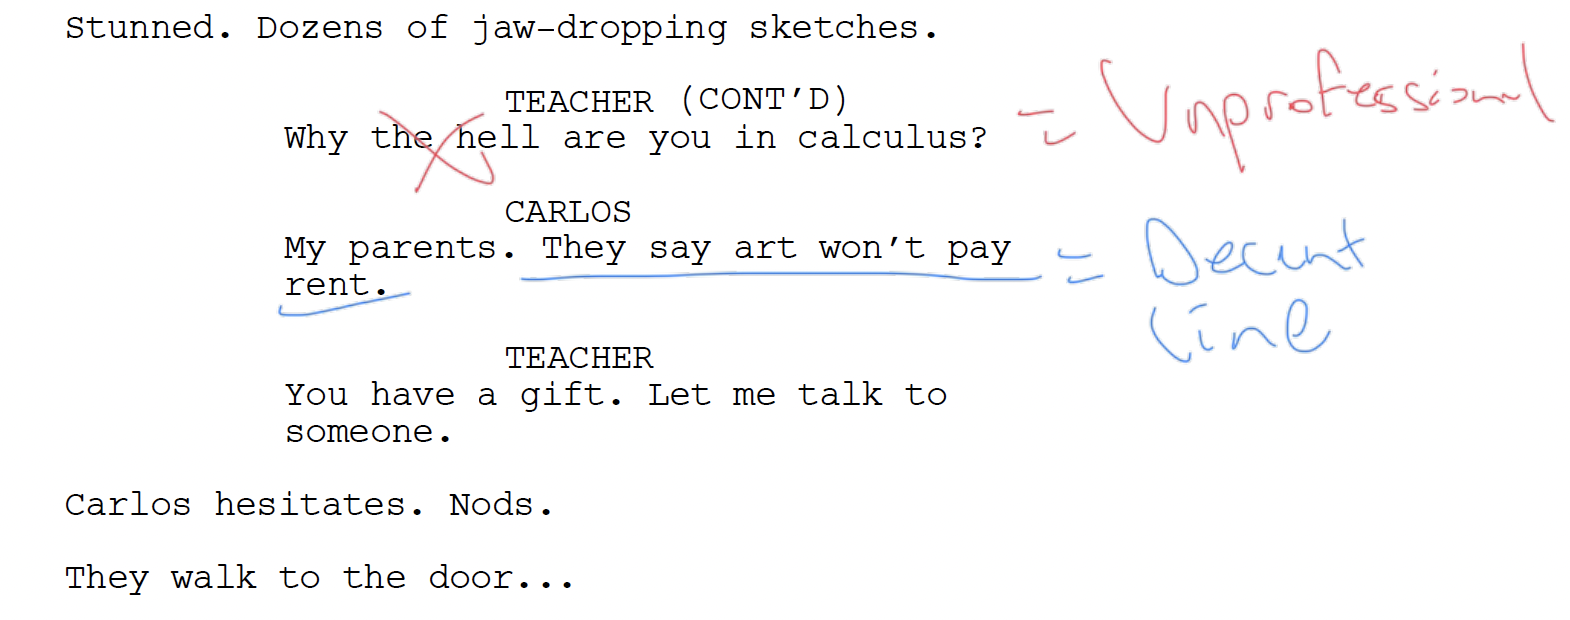 Stunned. Dozens of jaw-dropping sketches.
TEACHER (CONT’D)
Why the hell are you in calculus?
= Unprofessional
CARLOS
My parents. They say art won’t pay
rent.
= Decunt
line
TEACHER
You have a gift. Let me talk to
someone.
Carlos hesitates. Nods.
They walk to the door...